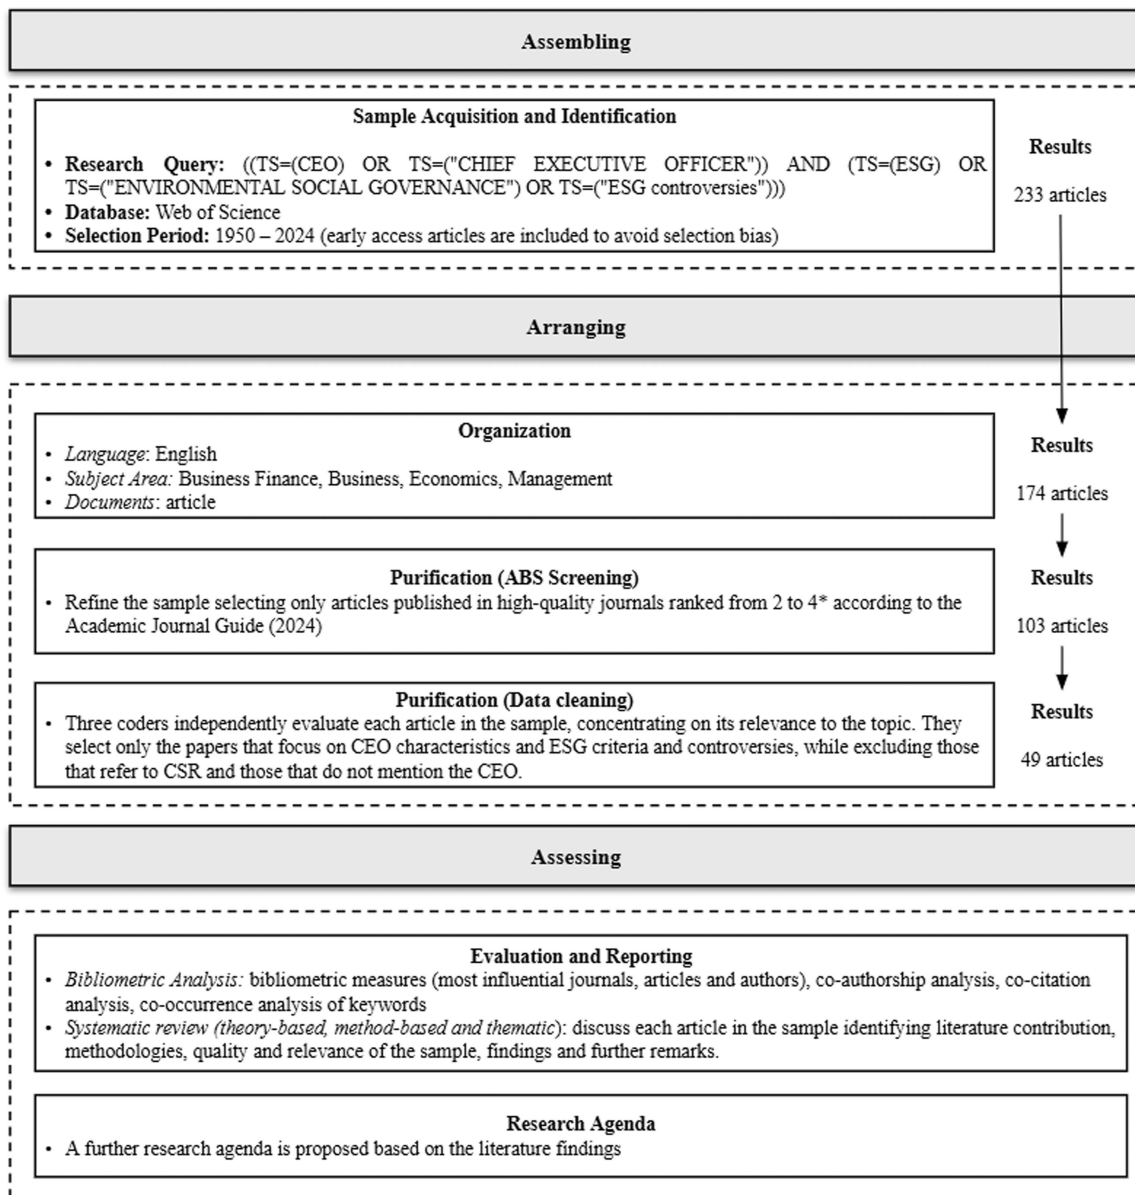 Assembling
Sample Acquisition and Identification
• Research Query: ((TS=(CEO) OR TS=("CHIEF EXECUTIVE OFFICER")) AND (TS=(ESG) OR
TS=("ENVIRONMENTAL SOCIAL GOVERNANCE") OR TS=("ESG controversies")))
• Database: Web of Science
• Selection Period: 1950 – 2024 (early access articles are included to avoid selection bias)
Results
233 articles
Arranging
Organization
• Language: English
• Subject Area: Business Finance, Business, Economics, Management
• Documents: article
Results
174 articles
Purification (ABS Screening)
• Refine the sample selecting only articles published in high-quality journals ranked from 2 to 4* according to the
Academic Journal Guide (2024)
Results
103 articles
Purification (Data cleaning)
• Three coders independently evaluate each article in the sample, concentrating on its relevance to the topic. They
select only the papers that focus on CEO characteristics and ESG criteria and controversies, while excluding those
that refer to CSR and those that do not mention the CEO.
Results
49 articles
Assessing
Evaluation and Reporting
• Bibliometric Analysis: bibliometric measures (most influential journals, articles and authors), co-authorship analysis, co-citation
analysis, co-occurrence analysis of keywords
• Systematic review (theory-based, method-based and thematic): discuss each article in the sample identifying literature contribution,
methodologies, quality and relevance of the sample, findings and further remarks.
Research Agenda
• A further research agenda is proposed based on the literature findings